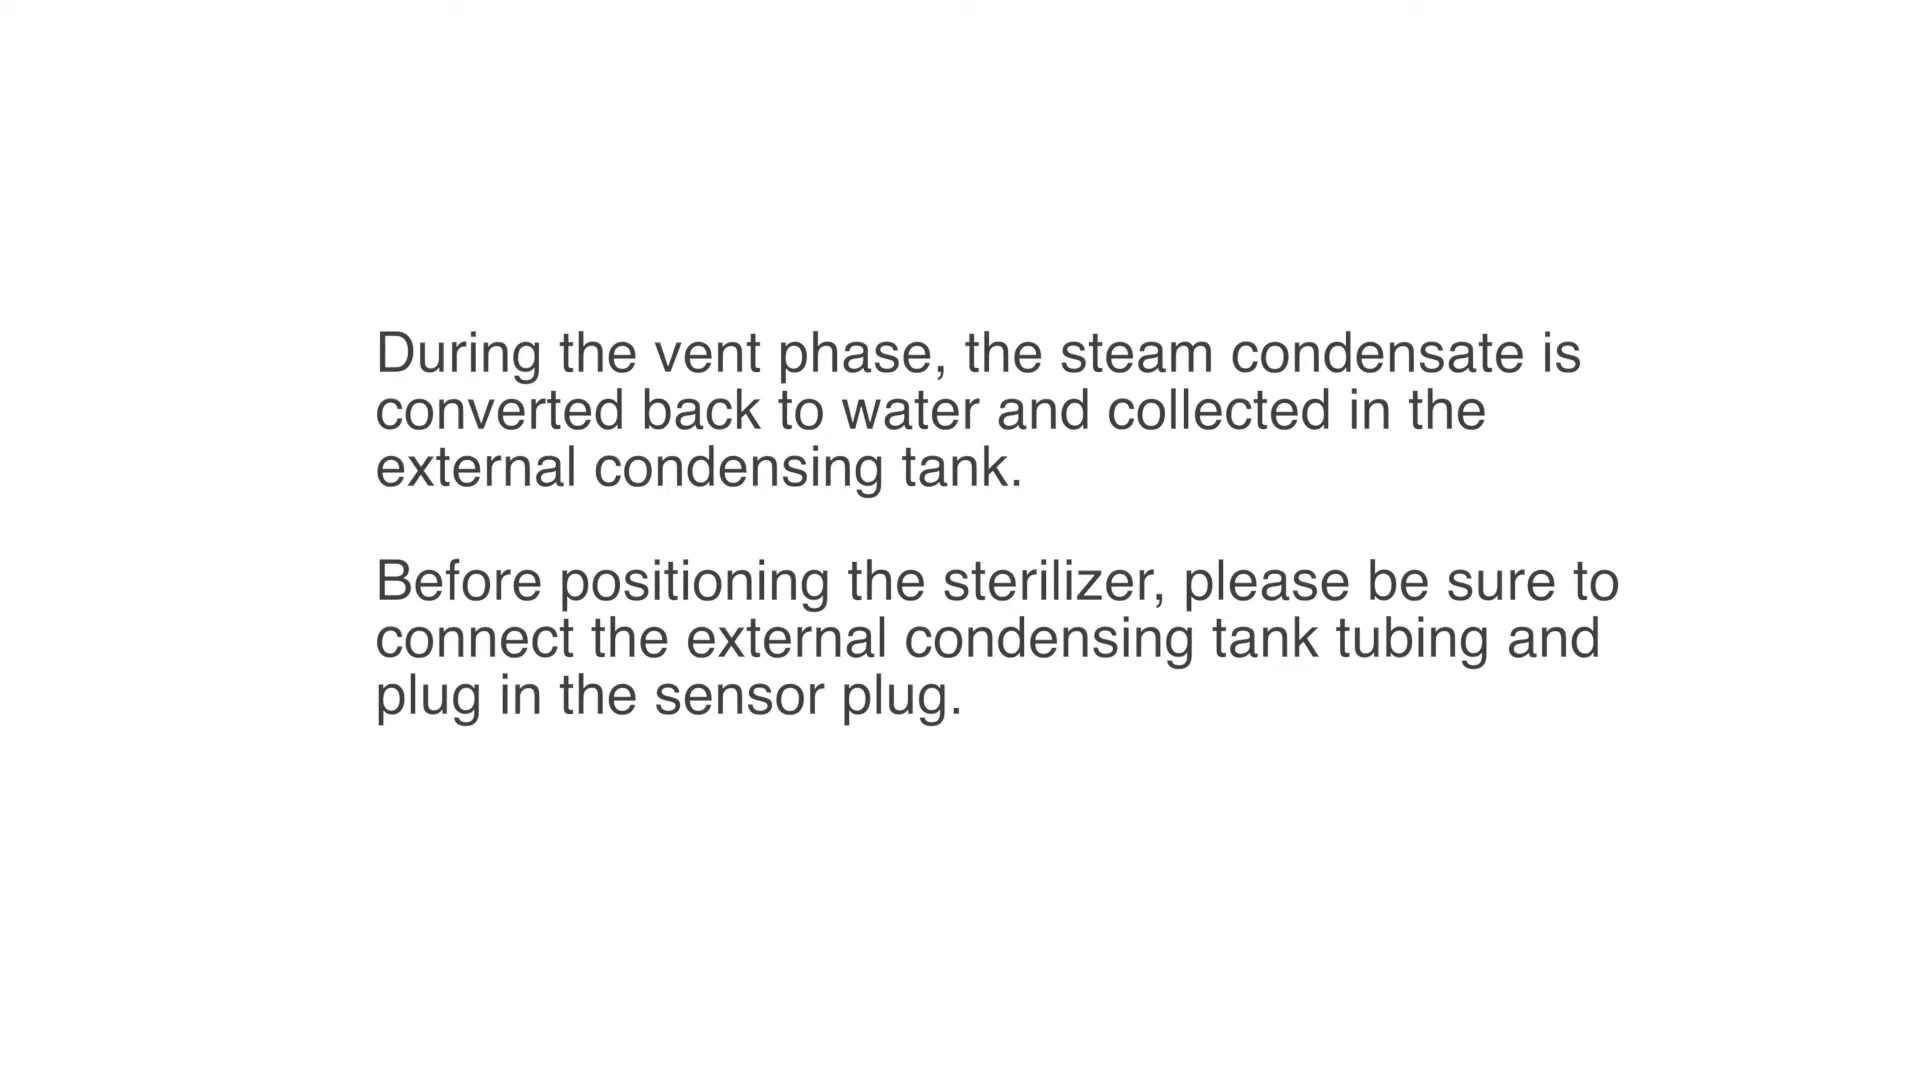 During the vent phase, the steam condensate is
converted back to water and collected in the
external condensing tank.
Before positioning the sterilizer, please be sure to
connect the external condensing tank tubing and
plug in the sensor plug.